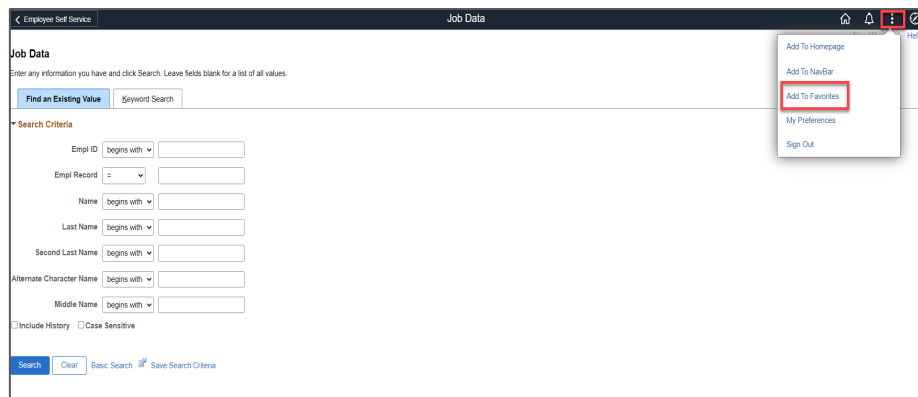 Employee Self Service
Job Data
Job Data
Enter any information you have and click Search. Leave fields blank for a list of all values.
Find an Existing Value
Keyword Search
Search Criteria
Empl ID begins with
Empl Record =
Name begins with
Last Name begins with
Second Last Name begins with
Alternate Character Name begins with
Middle Name begins with
Include History Case Sensitive
Search Clear Basic Search Save Search Criteria
Add To Homepage
Add To NavBar
Add To Favorites
My Preferences
Sign Out